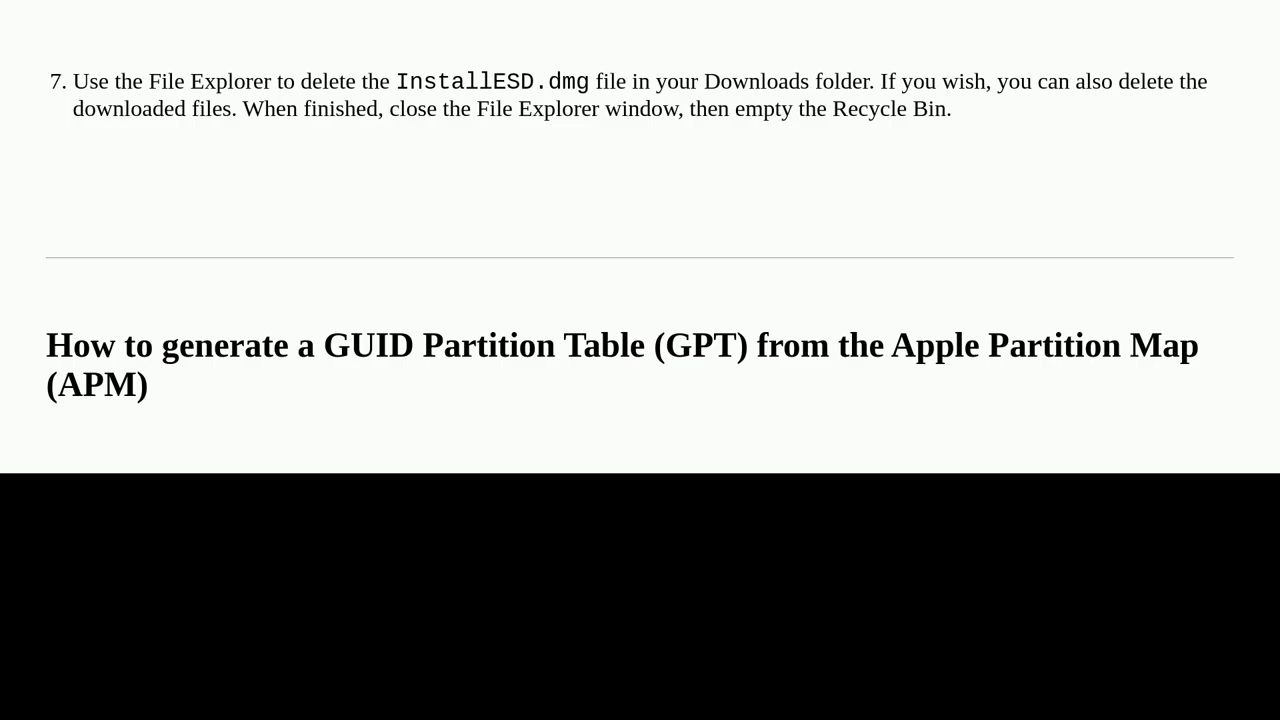 7. Use the File Explorer to delete the InstallESD.dmg file in your Downloads folder. If you wish, you can also delete the
downloaded files. When finished, close the File Explorer window, then empty the Recycle Bin.
How to generate a GUID Partition Table (GPT) from the Apple Partition Map
(APM)